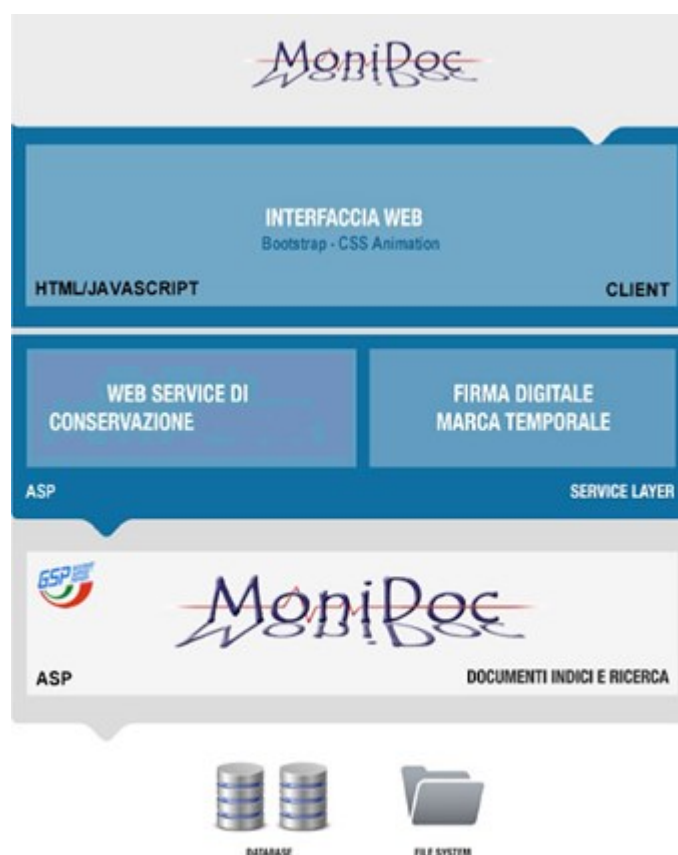 MoniDoc
INTERFACCIA WEB
Bootstrap - CSS Animation
HTML/JAVASCRIPT CLIENT
WEB SERVICE DI
CONSERVAZIONE
FIRMA DIGITALE
MARCA TEMPORALE
ASP SERVICE LAYER
GSP
MoniDoc
ASP DOCUMENTI INDICI E RICERCA
DATABASE FILE SYSTEM